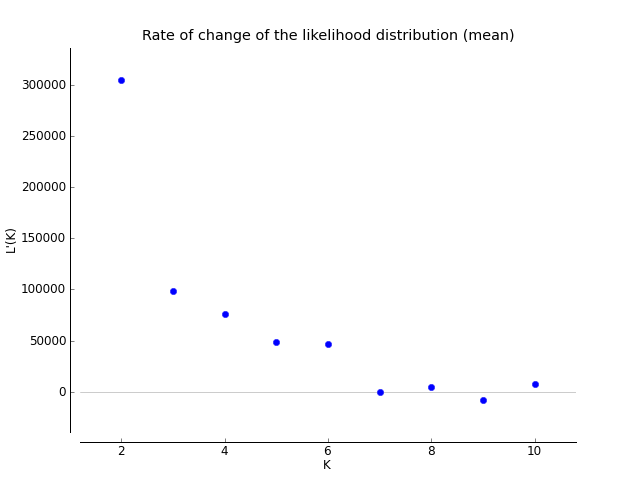 Rate of change of the likelihood distribution (mean)
300000
250000
200000
150000
100000
50000
0
L'(K)
2 4 6 8 10
K